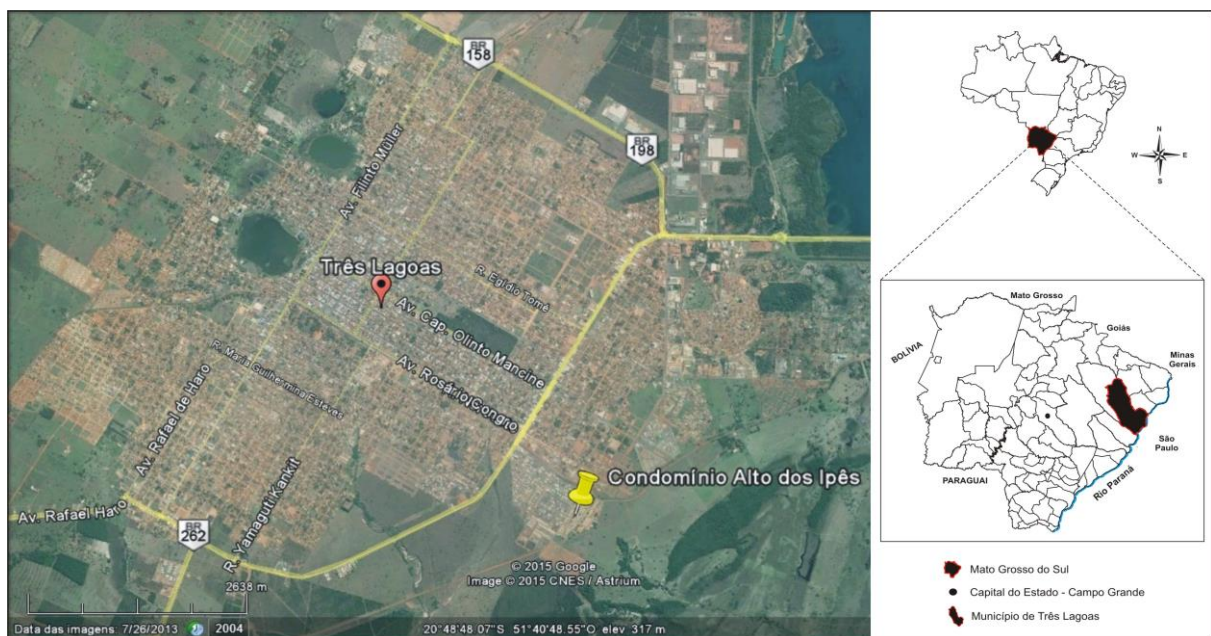 BR
158
BR
198
Av. Filinto Müller
Três Lagoas
R. Egidio Tomé
Av. Cap. Olinto Mancine
Av. Rosário Congro
R. Maria Guilhermina Esteves
Av. Rafael de Haro
Condomínio Alto dos Ipês
R. Yamaguti Kankit
Av. Rafael Haro
BR
262
2638 m
© 2015 Google
Image © 2015 CNES / Astrium
Data das imagens: 7/26/2013
2004
20°48'48.07"S 51°40'48.55"O elev 317 m
N
W
E
S
Mato Grosso
Goiás
BOLÍVIA
Minas
Gerais
São
Paulo
PARAGUAI
Rio Paraná
Mato Grosso do Sul
Capital do Estado - Campo Grande
Município de Três Lagoas